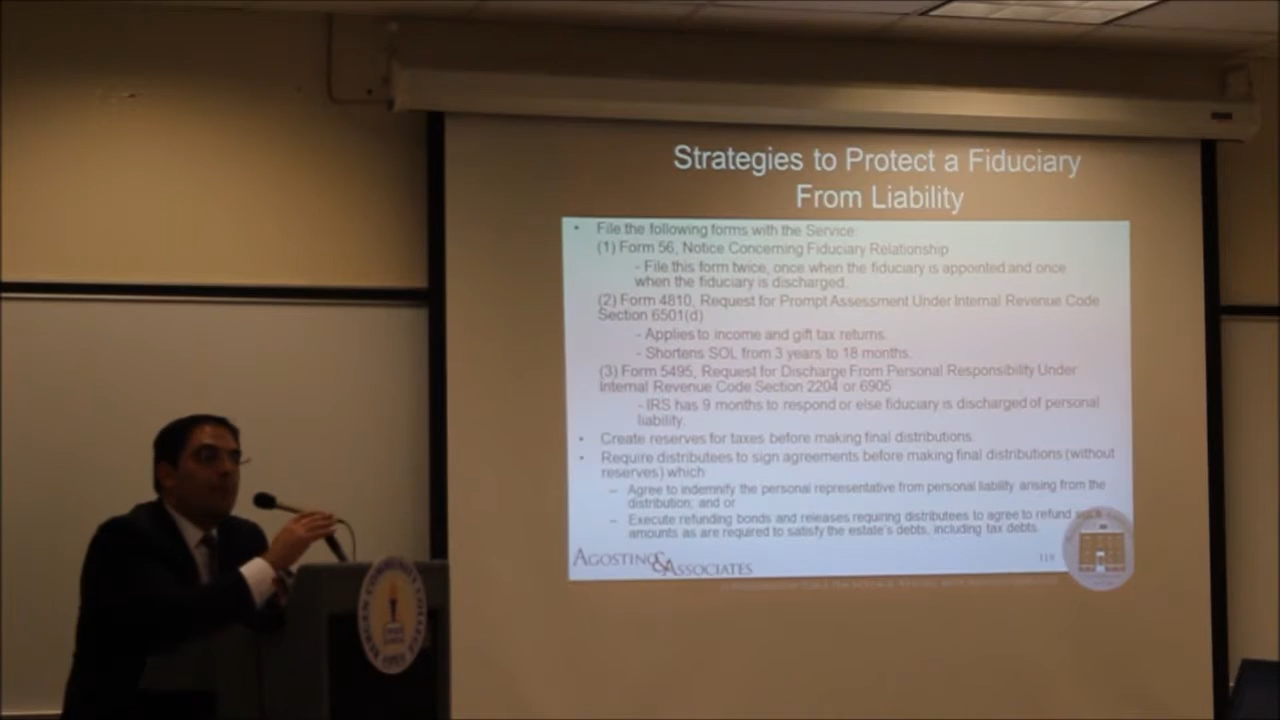 Strategies to Protect a Fiduciary
From Liability
• File the following forms with the Service:
(1) Form 56, Notice Concerning Fiduciary Relationship
- File this form twice, once when the fiduciary is appointed and once
when the fiduciary is discharged.
(2) Form 4810, Request for Prompt Assessment Under Internal Revenue Code
Section 6501(d)
- Applies to income and gift tax returns.
- Shortens SOL from 3 years to 18 months.
(3) Form 5495, Request for Discharge From Personal Responsibility Under
Internal Revenue Code Section 2204 or 6905
- IRS has 9 months to respond or else fiduciary is discharged of personal
liability.
• Create reserves for taxes before making final distributions.
• Require distributees to sign agreements before making final distributions (without
reserves) which
– Agree to indemnify the personal representative from personal liability arising from the
distribution; and or
– Execute refunding bonds and releases requiring distributees to agree to refund
amounts as are required to satisfy the estate's debts, including tax debts.
AGOSTINO & ASSOCIATES
BERGEN COMMUNITY COLLEGE